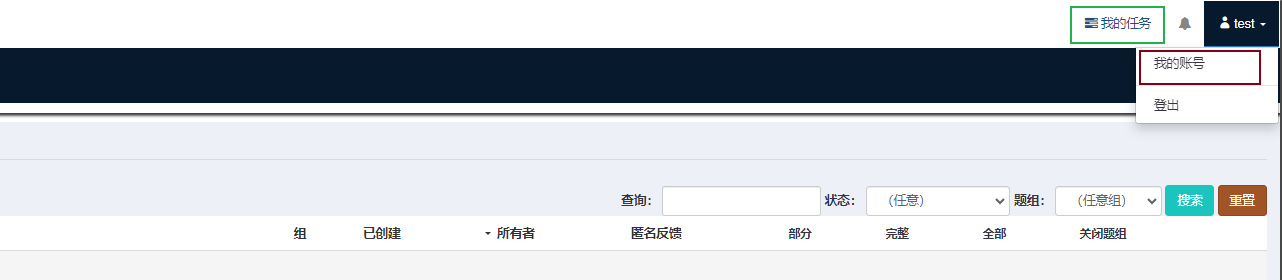 我的任务 test
我的账号
登出
查询： 状态： （任意） 题组： （任意组） 搜索 重置
组 已创建 所有者 匿名反馈 部分 完整 全部 关闭题组